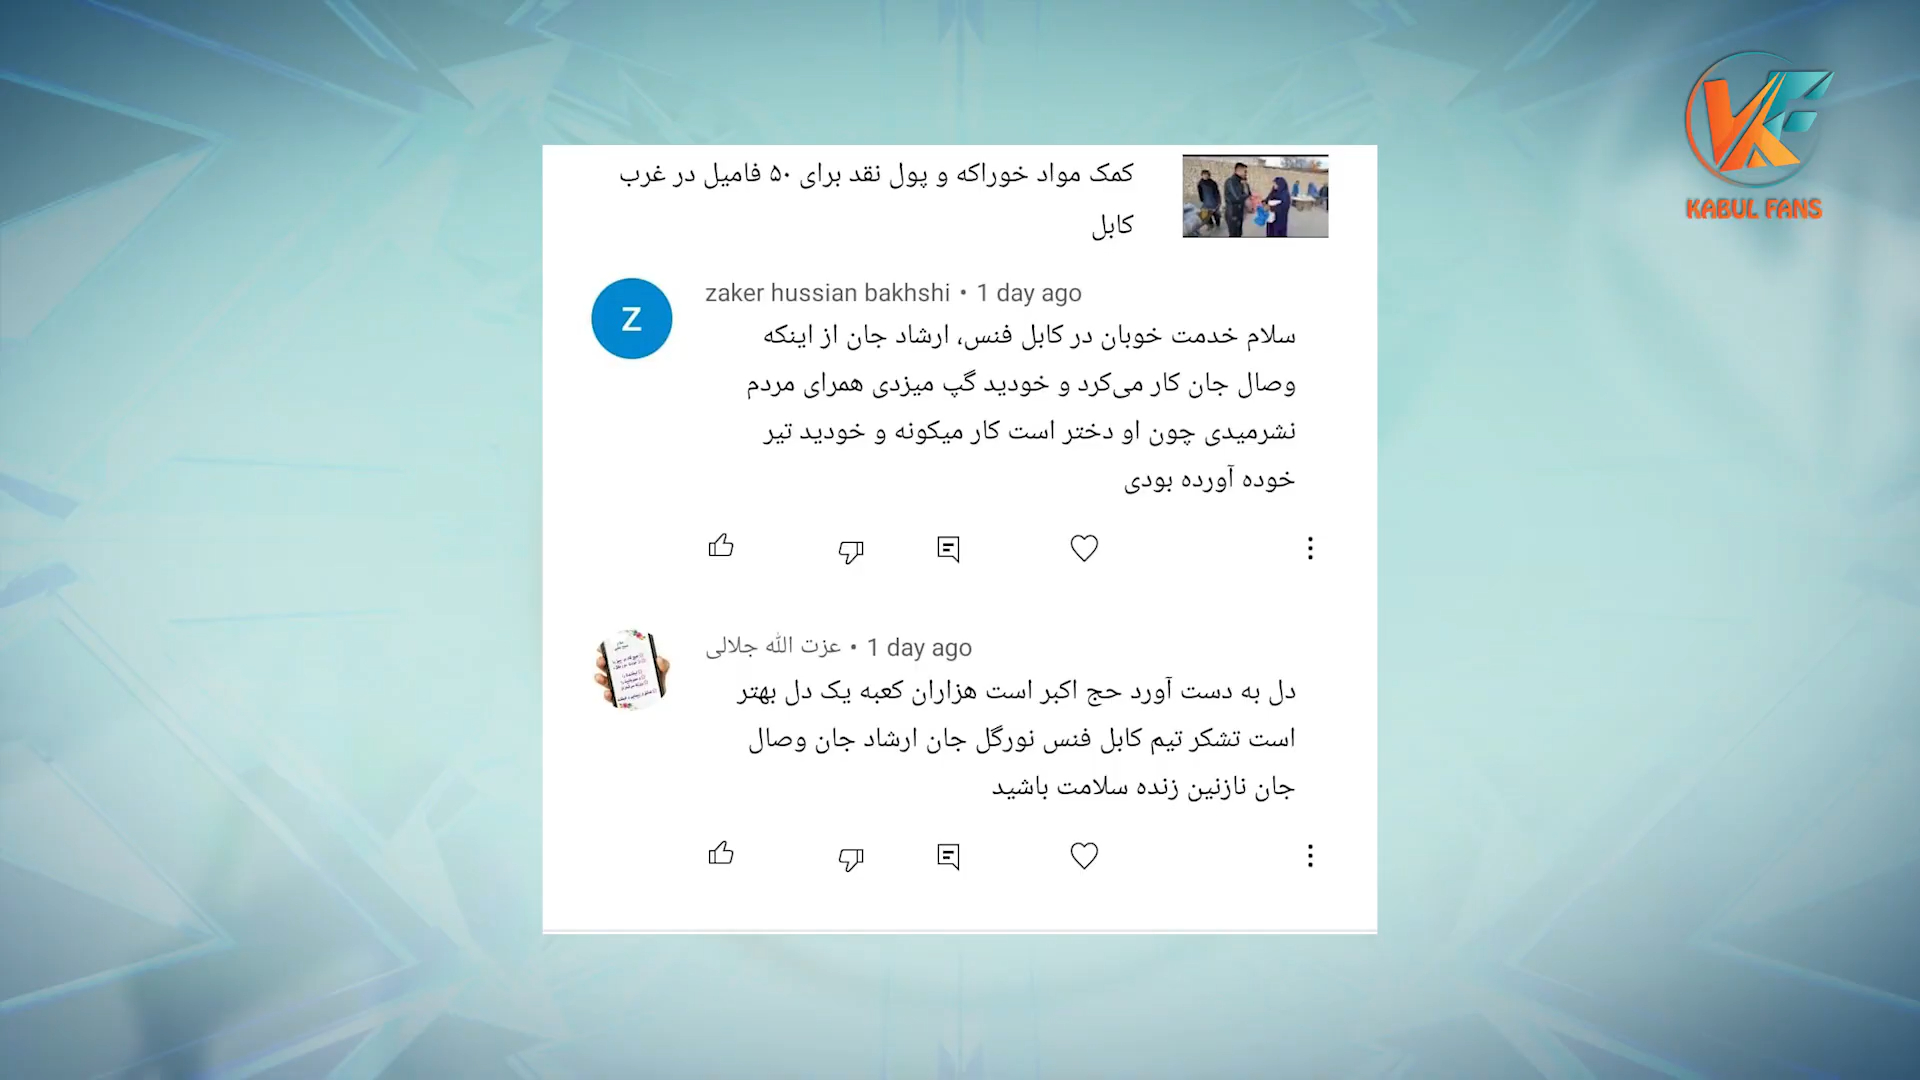 کمک مواد خوراکه و پول نقد برای ۵۰ فامیل در غرب
کابل
KABUL FANS
zaker hussian bakhshi • 1 day ago
Z
سلام خدمت خوبان در کابل فنس، ارشاد جان از اینکه
وصال جان کار می‌کرد و خودید گپ میزدی همرای مردم
نشرمیدی چون او دختر است کار میکونه و خودید تیر
خوده آورده بودی
عزت الله جلالی • 1 day ago
دل به دست آورد حج اکبر است هزاران کعبه یک دل بهتر
است تشکر تیم کابل فنس نورگل جان ارشاد جان وصال
جان نازنین زنده سلامت باشید